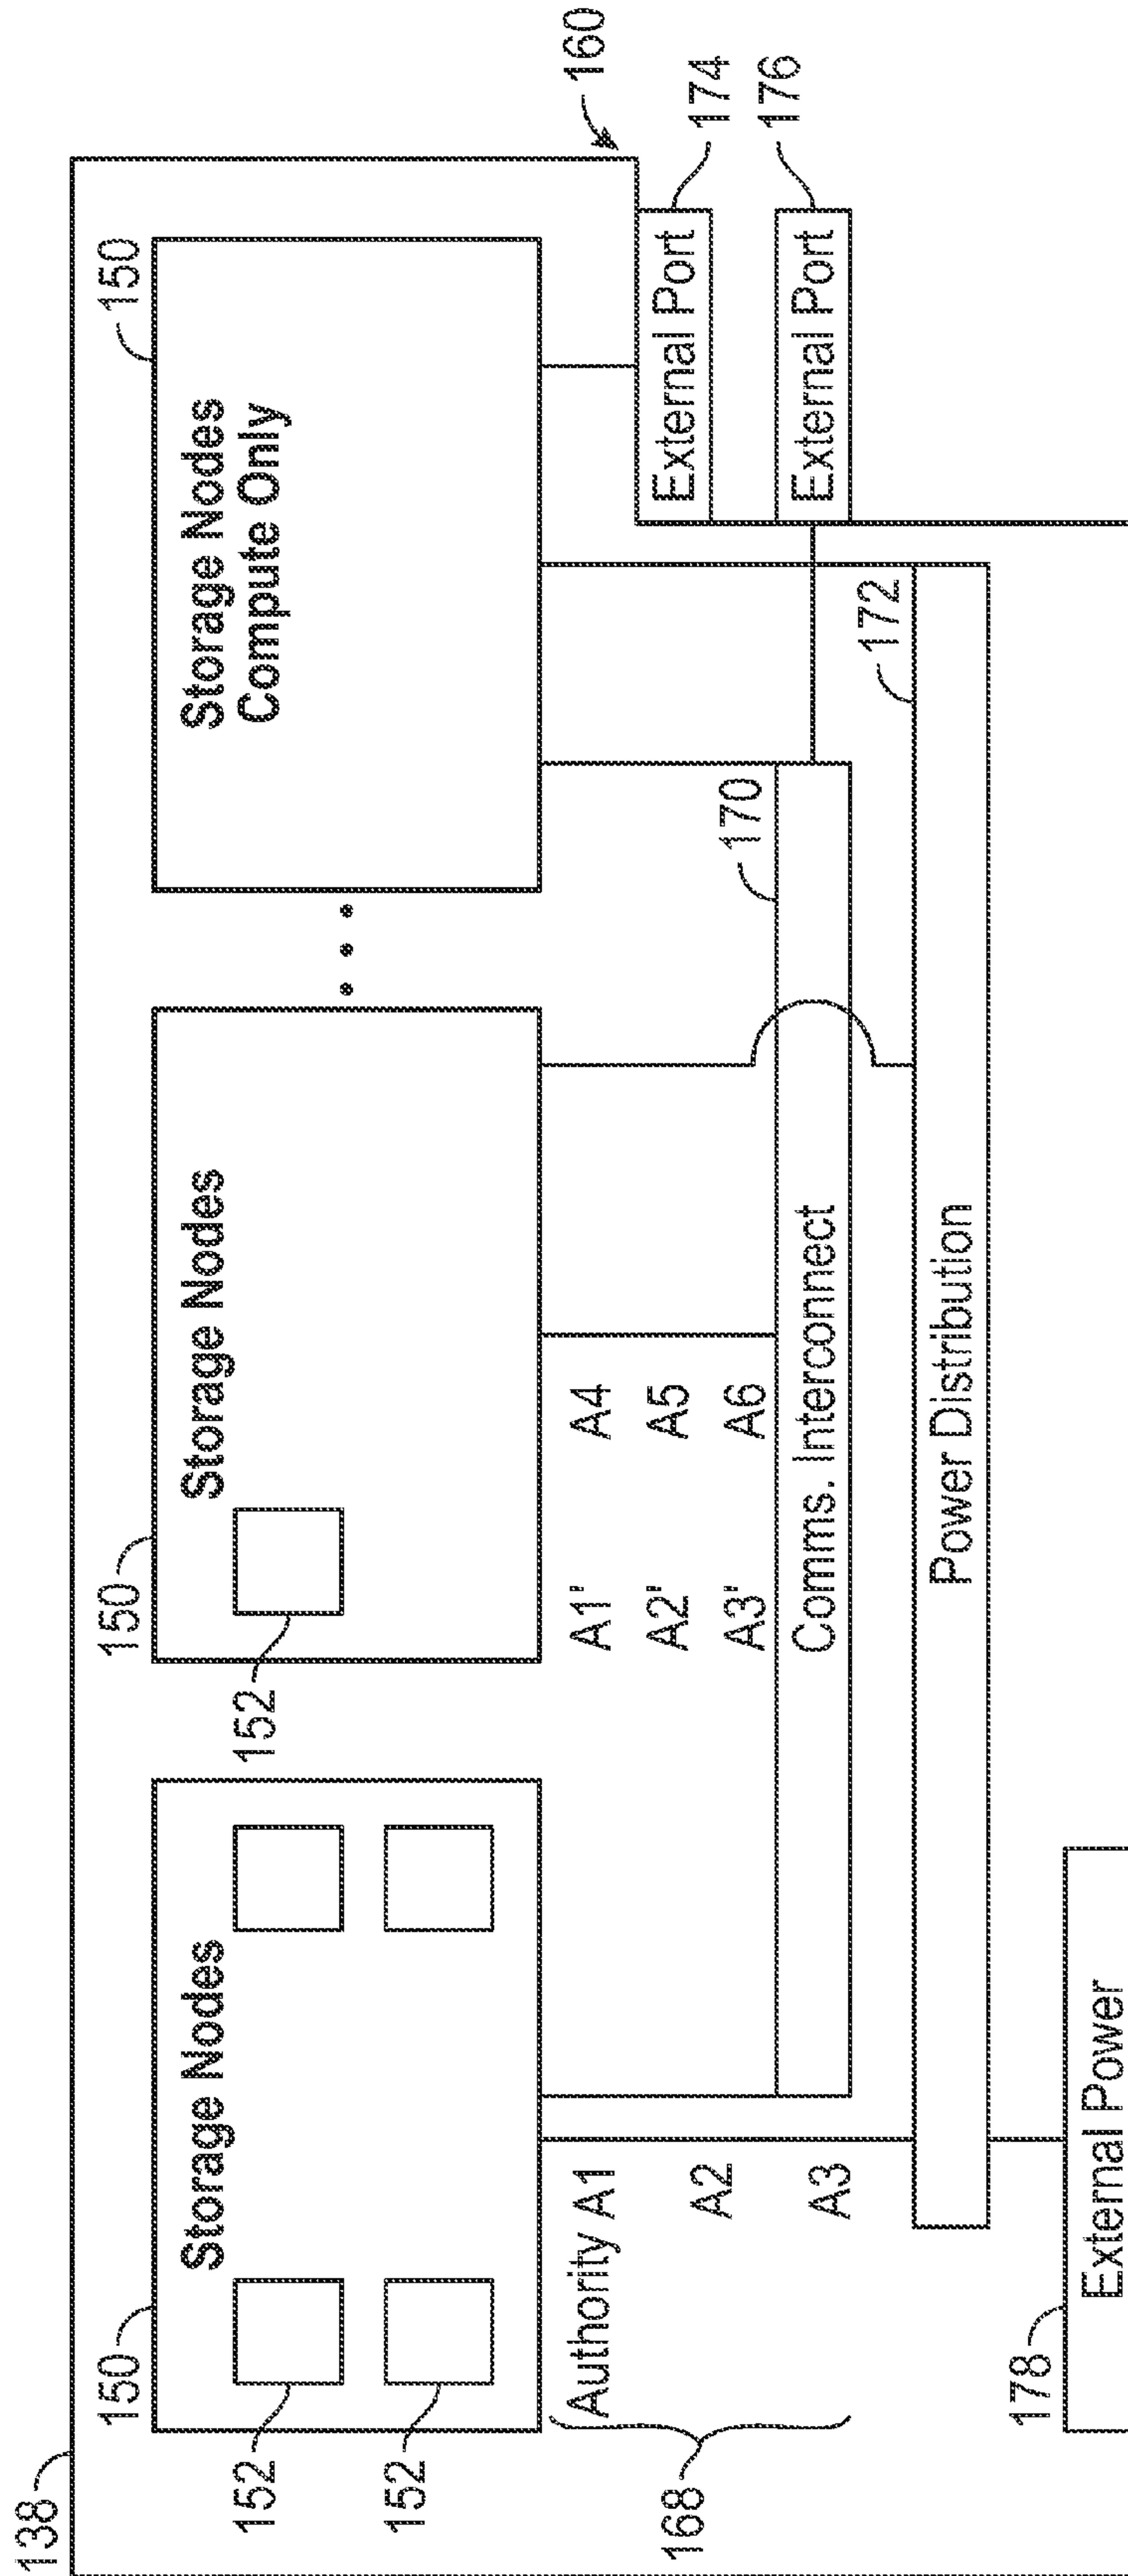 138
160
150
150
150
Storage Nodes
Storage Nodes
Storage Nodes
Compute Only
152
152
152
168
Authority A1
A2
A3
A1'
A2'
A3'
A4
A5
A6
170
Comms. Interconnect
172
Power Distribution
External Port
174
External Port
176
178
External Power